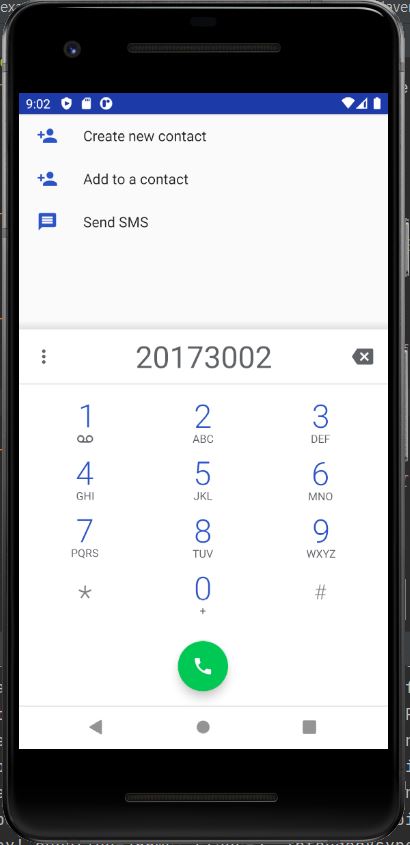 9:02
Create new contact
Add to a contact
Send SMS
20173002
1 2 3
ABC DEF
4 5 6
GHI JKL MNO
7 8 9
PQRS TUV WXYZ
* 0 #
+